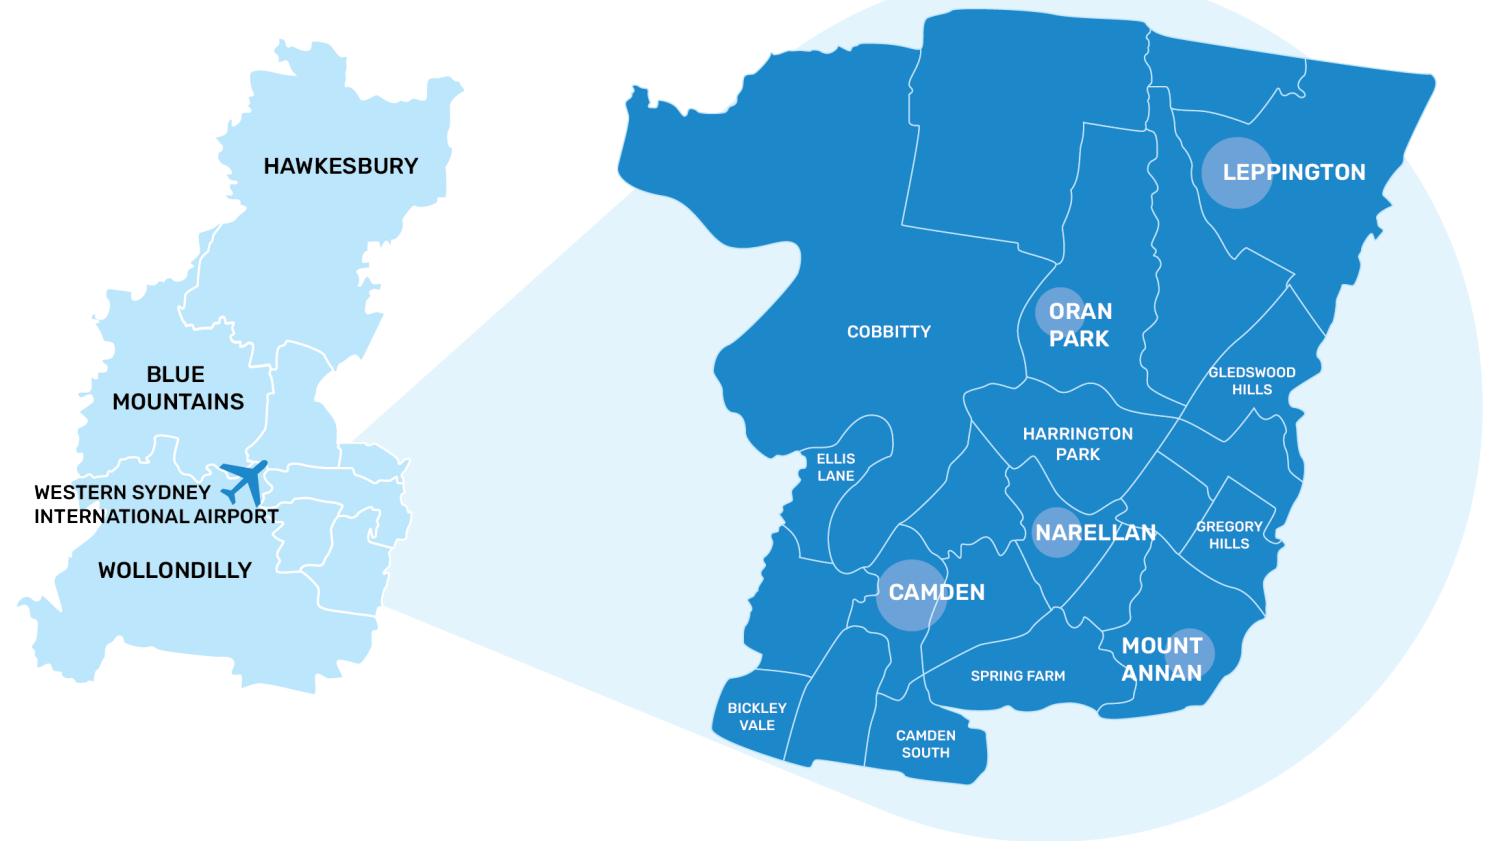 HAWKESBURY
BLUE
MOUNTAINS
WESTERN SYDNEY
INTERNATIONAL AIRPORT
WOLLONDILLY
LEPPINGTON
ORAN
PARK
COBBITTY
GLEDSWOOD
HILLS
HARRINGTON
PARK
ELLIS
LANE
NARELLAN
GREGORY
HILLS
CAMDEN
MOUNT
ANNAN
SPRING FARM
BICKLEY
VALE
CAMDEN
SOUTH